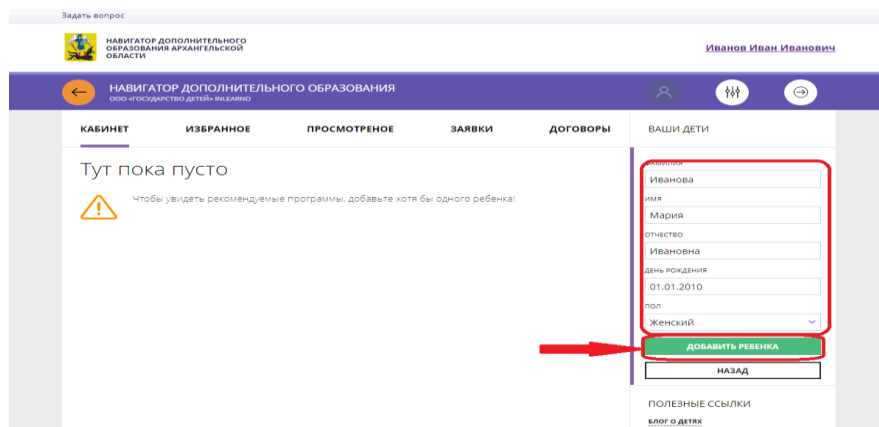 Задать вопрос
НАВИГАТОР ДОПОЛНИТЕЛЬНОГО
ОБРАЗОВАНИЯ АРХАНГЕЛЬСКОЙ
ОБЛАСТИ
Иванов Иван Иванович
НАВИГАТОР ДОПОЛНИТЕЛЬНОГО ОБРАЗОВАНИЯ
ООО «ГОСУДАРСТВО ДЕТЕЙ» INLEARNO
КАБИНЕТ ИЗБРАННОЕ ПРОСМОТРЕНОЕ ЗАЯВКИ ДОГОВОРЫ
ВАШИ ДЕТИ
Тут пока пусто
Чтобы увидеть рекомендуемые программы, добавьте хотя бы одного ребенка!
ФАМИЛИЯ
Иванова
ИМЯ
Мария
ОТЧЕСТВО
Ивановна
ДЕНЬ РОЖДЕНИЯ
01.01.2010
ПОЛ
Женский
ДОБАВИТЬ РЕБЕНКА
НАЗАД
ПОЛЕЗНЫЕ ССЫЛКИ
БЛОГ О ДЕТЯХ